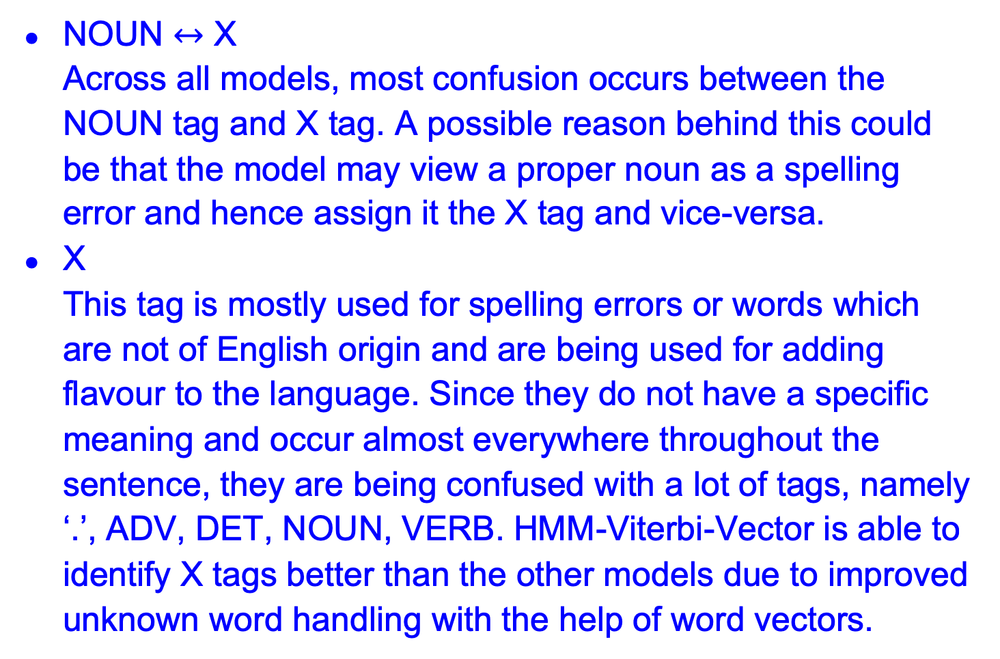 • NOUN ↔ X
Across all models, most confusion occurs between the
NOUN tag and X tag. A possible reason behind this could
be that the model may view a proper noun as a spelling
error and hence assign it the X tag and vice-versa.
• X
This tag is mostly used for spelling errors or words which
are not of English origin and are being used for adding
flavour to the language. Since they do not have a specific
meaning and occur almost everywhere throughout the
sentence, they are being confused with a lot of tags, namely
‘.’, ADV, DET, NOUN, VERB. HMM-Viterbi-Vector is able to
identify X tags better than the other models due to improved
unknown word handling with the help of word vectors.